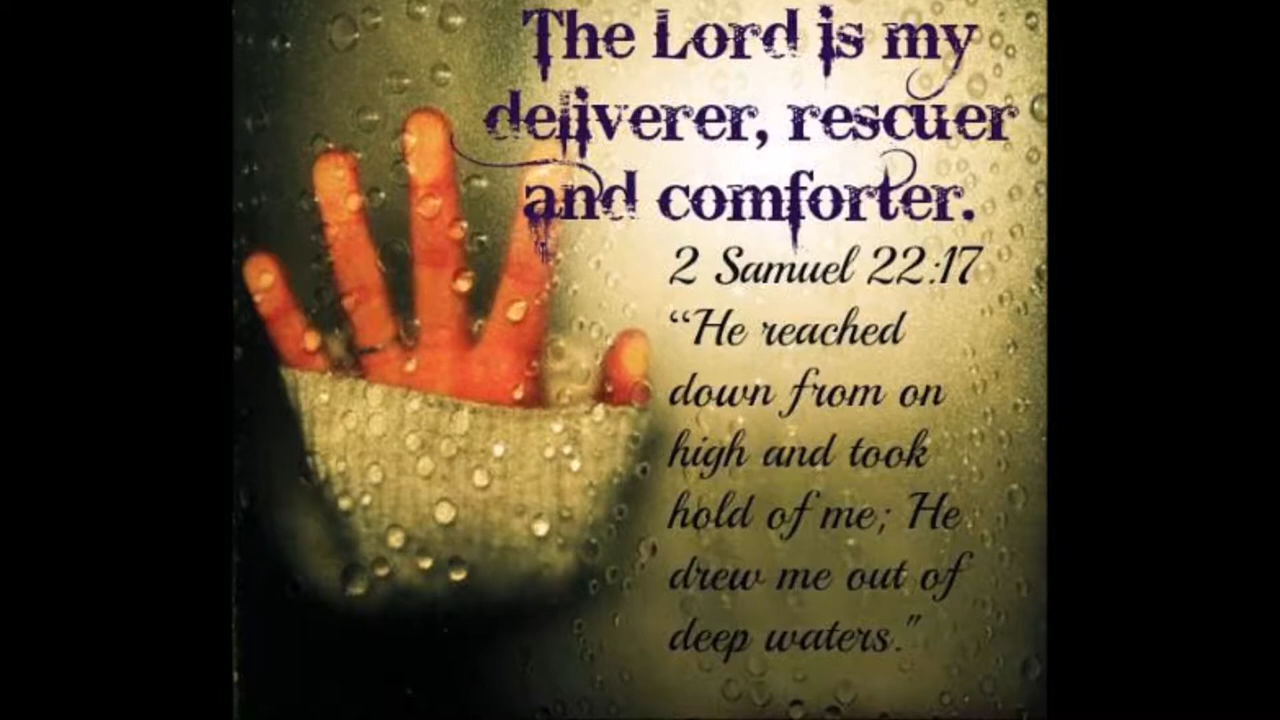 The Lord is my
deliverer, rescuer
and comforter.
2 Samuel 22:17
“He reached
down from on
high and took
hold of me; He
drew me out of
deep waters."